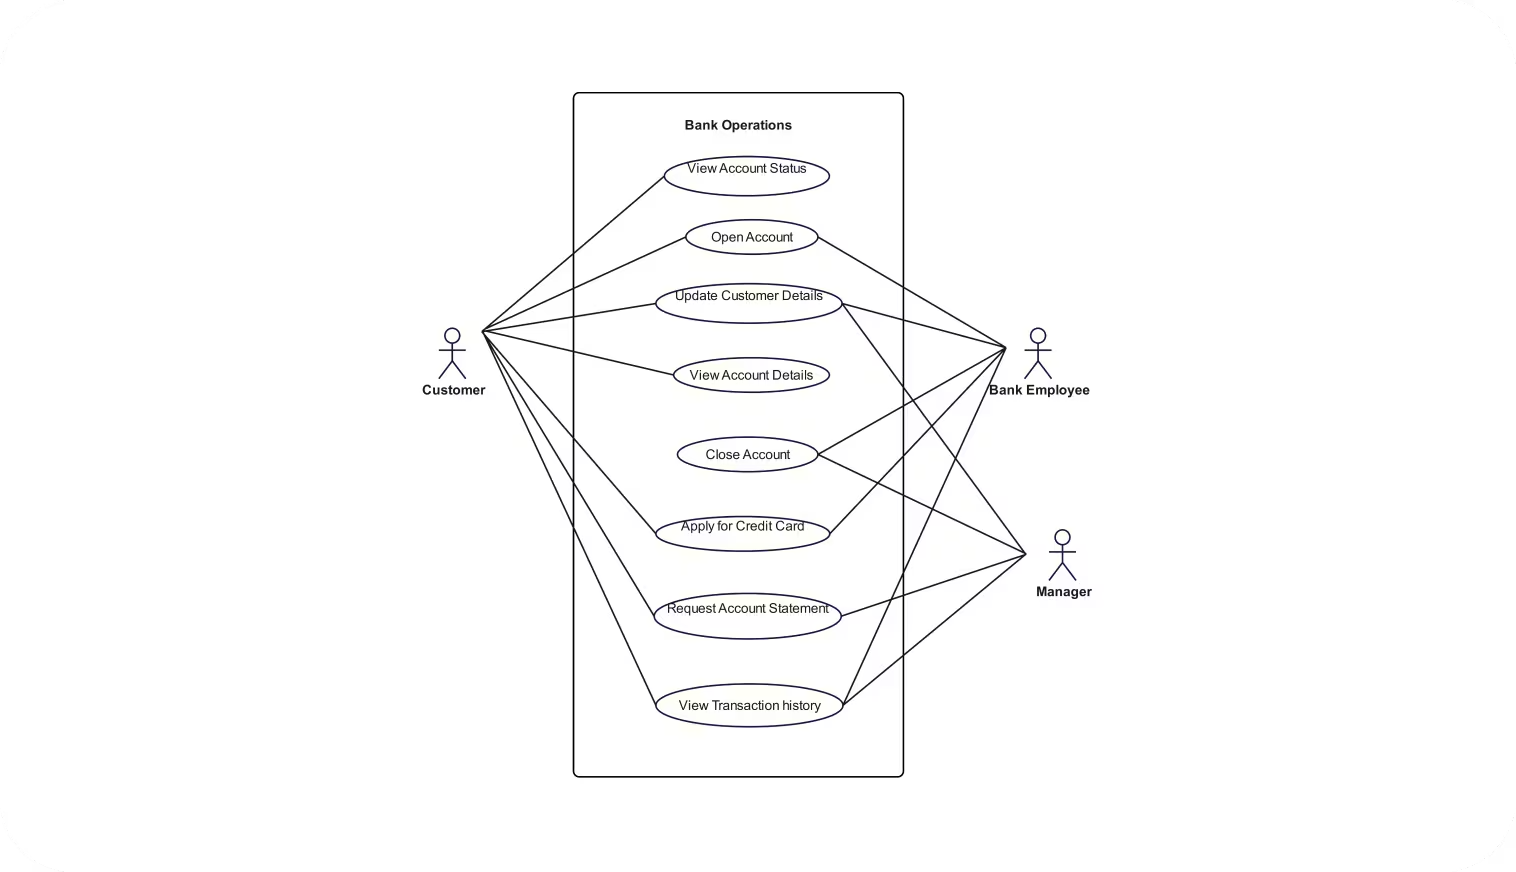 Bank Operations
View Account Status
Open Account
Update Customer Details
View Account Details
Customer
Bank Employee
Close Account
Apply for Credit Card
Manager
Request Account Statement
View Transaction history